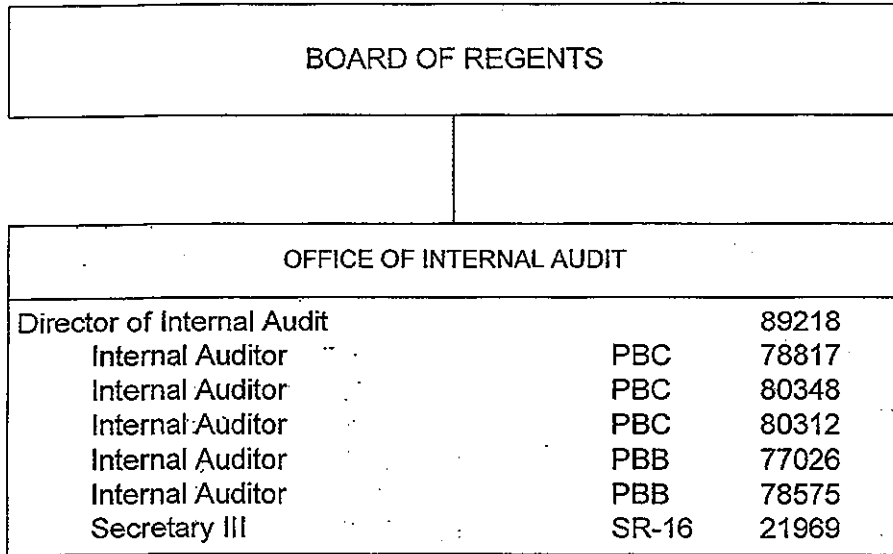 BOARD OF REGENTS
OFFICE OF INTERNAL AUDIT
Director of Internal Audit 89218
Internal Auditor PBC 78817
Internal Auditor PBC 80348
Internal Auditor PBC 80312
Internal Auditor PBB 77026
Internal Auditor PBB 78575
Secretary III SR-16 21969